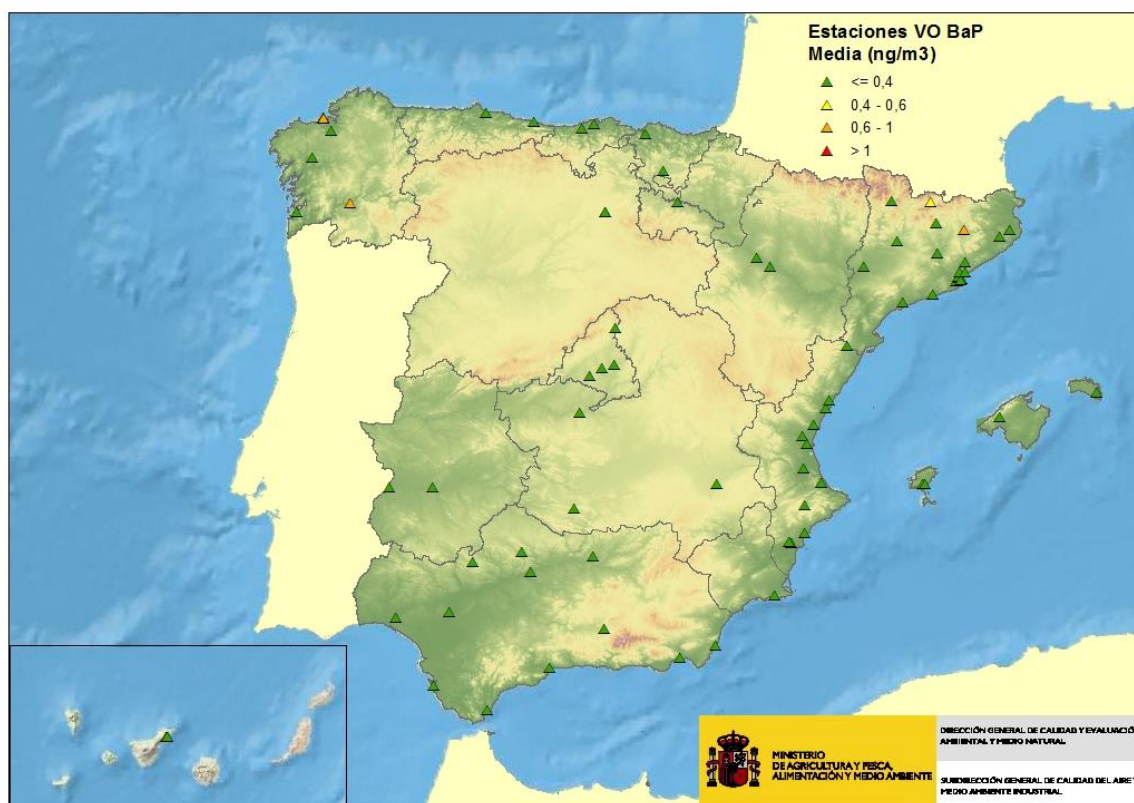 Estaciones VO BaP
Media (ng/m3)
<= 0,4
0,4 - 0,6
0,6 - 1
> 1
MINISTERIO
DE AGRICULTURA Y PESCA,
ALIMENTACIÓN Y MEDIO AMBIENTE
DIRECCIÓN GENERAL DE CALIDAD Y EVALUACIÓ
AMBIENTAL Y MEDIO NATURAL
SUBDIRECCIÓN GENERAL DE CALIDAD DEL AIRE Y
MEDIO AMBIENTE INDUSTRIAL